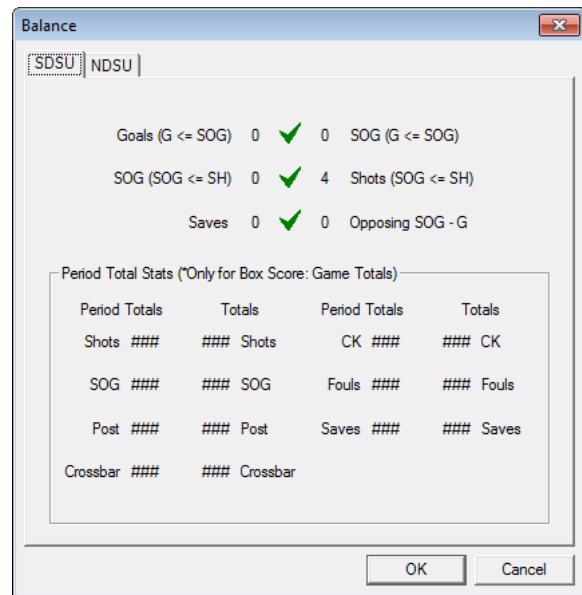 Balance
SDSU NDSU
Goals (G <= SOG) 0 0 SOG (G <= SOG)
SOG (SOG <= SH) 0 4 Shots (SOG <= SH)
Saves 0 0 Opposing SOG - G
Period Total Stats (*Only for Box Score: Game Totals)
Period Totals Totals Period Totals Totals
Shots ### ### Shots CK ### ### CK
SOG ### ### SOG Fouls ### ### Fouls
Post ### ### Post Saves ### ### Saves
Crossbar ### ### Crossbar
OK Cancel